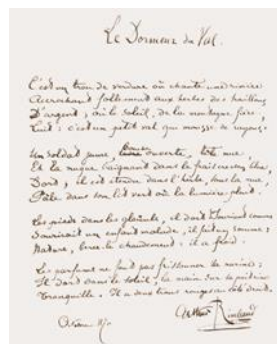 Le Dormeur du Val.
C'est un trou de verdure où chante une rivière
Accrochant follement aux herbes des haillons
D'argent ; où le soleil, de la montagne fière,
Luit : c'est un petit val qui mousse de rayons.
Un soldat jeune, bouche ouverte, tête nue,
Et la nuque baignant dans le frais cresson bleu,
Dort ; il est étendu dans l'herbe, sous la nue
Pâle dans son lit vert où la lumière pleut.
Les pieds dans les glaïeuls, il dort. Souriant comme
Sourirait un enfant malade, il fait un somme :
Nature, berce-le chaudement : il a froid.
Les parfums ne font pas frissonner sa narine ;
Il dort dans le soleil, la main sur sa poitrine
Tranquille. Il a deux trous rouges au côté droit.
Arthur Rimbaud